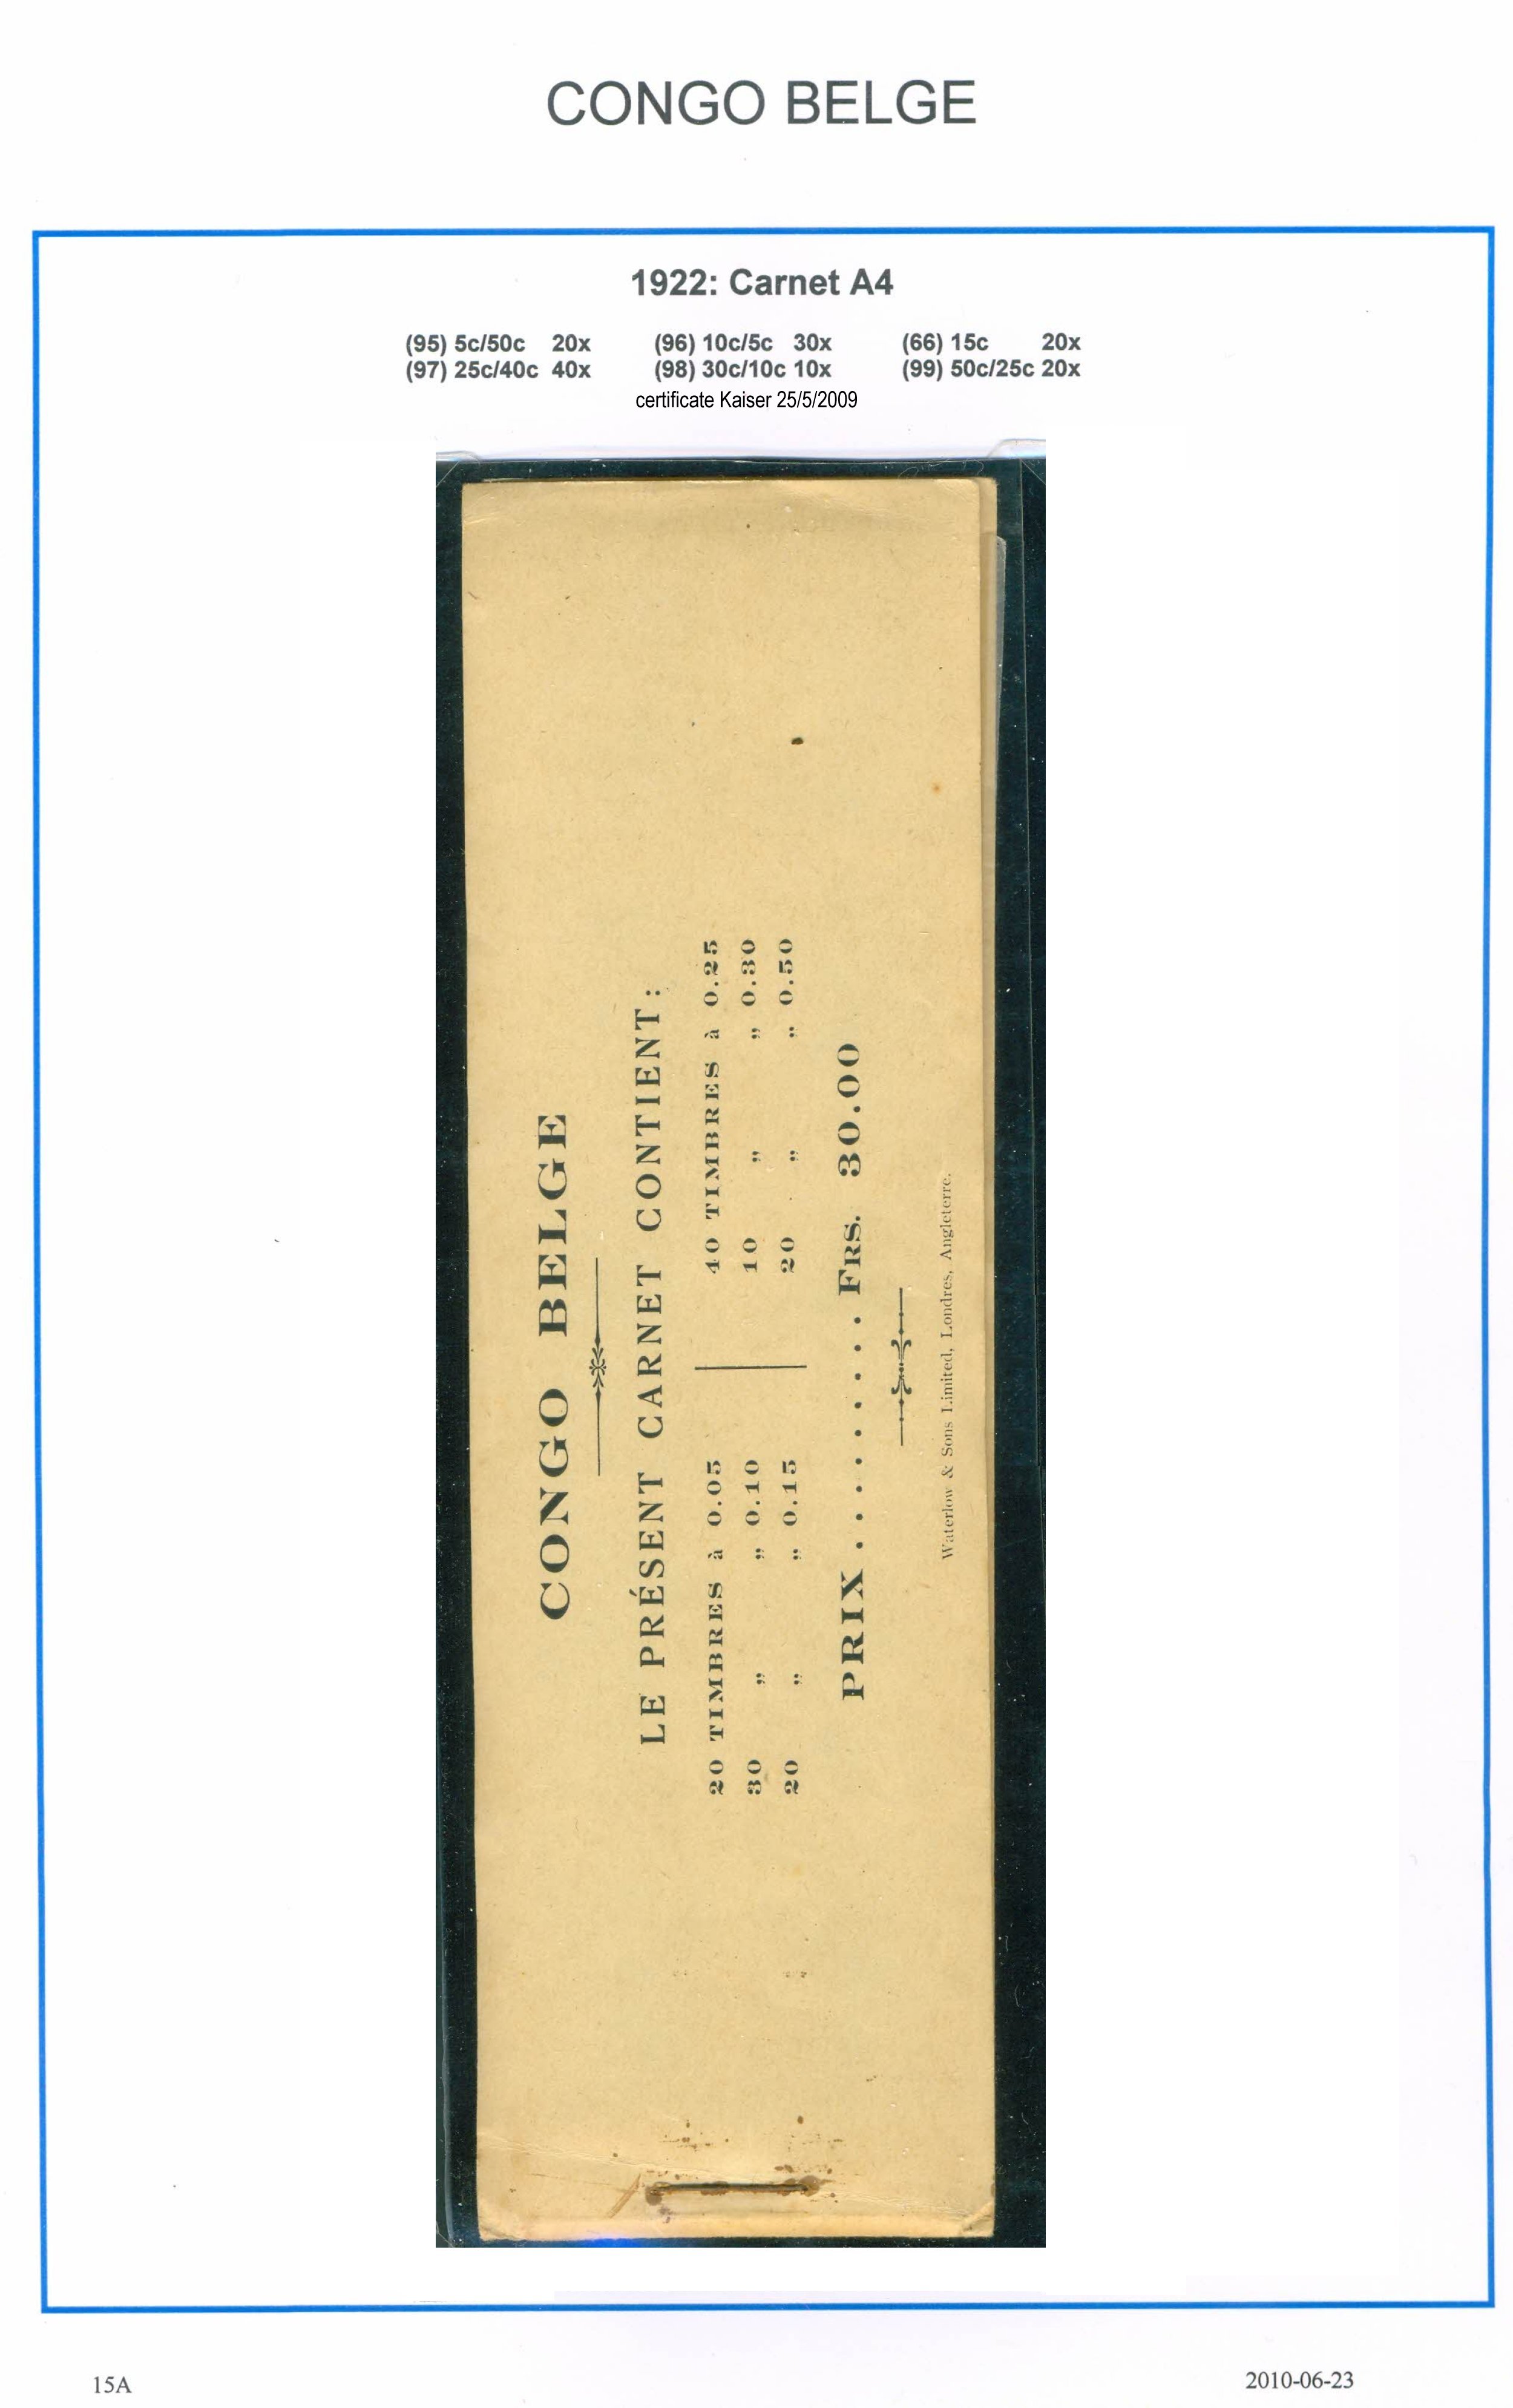 CONGO BELGE
1922: Carnet A4
(95) 5c/50c 20x (96) 10c/5c 30x (66) 15c 20x
(97) 25c/40c 40x (98) 30c/10c 10x (99) 50c/25c 20x
certificate Kaiser 25/5/2009
CONGO BELGE
LE PRÉSENT CARNET CONTIENT :
20 TIMBRES à 0.05 40 TIMBRES à 0.25
30 " " 0.10 10 " " 0.30
20 " " 0.15 20 " " 0.50
PRIX . . . . . . . . FRS. 30.00
Waterlow & Sons Limited, Londres, Angleterre.
15A
2010-06-23